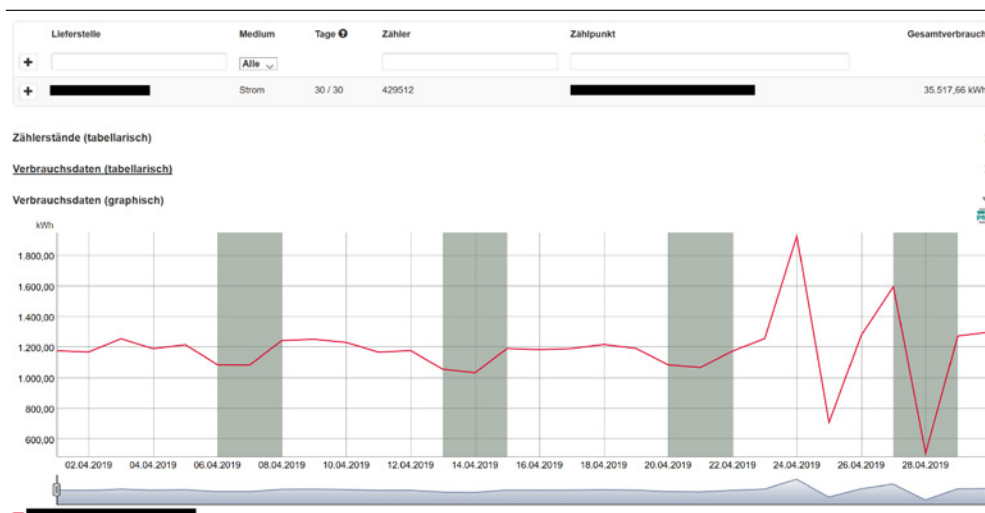 Lieferstelle Medium Tage ? Zähler Zählpunkt Gesamtverbrauch
+ Alle
+ Strom 30 / 30 429512 35.517,66 kWh
Zählerstände (tabellarisch)
Verbrauchsdaten (tabellarisch)
Verbrauchsdaten (graphisch)
kWh
1.800,00
1.600,00
1.400,00
1.200,00
1.000,00
800,00
600,00
02.04.2019 04.04.2019 06.04.2019 08.04.2019 10.04.2019 12.04.2019 14.04.2019 16.04.2019 18.04.2019 20.04.2019 22.04.2019 24.04.2019 26.04.2019 28.04.2019